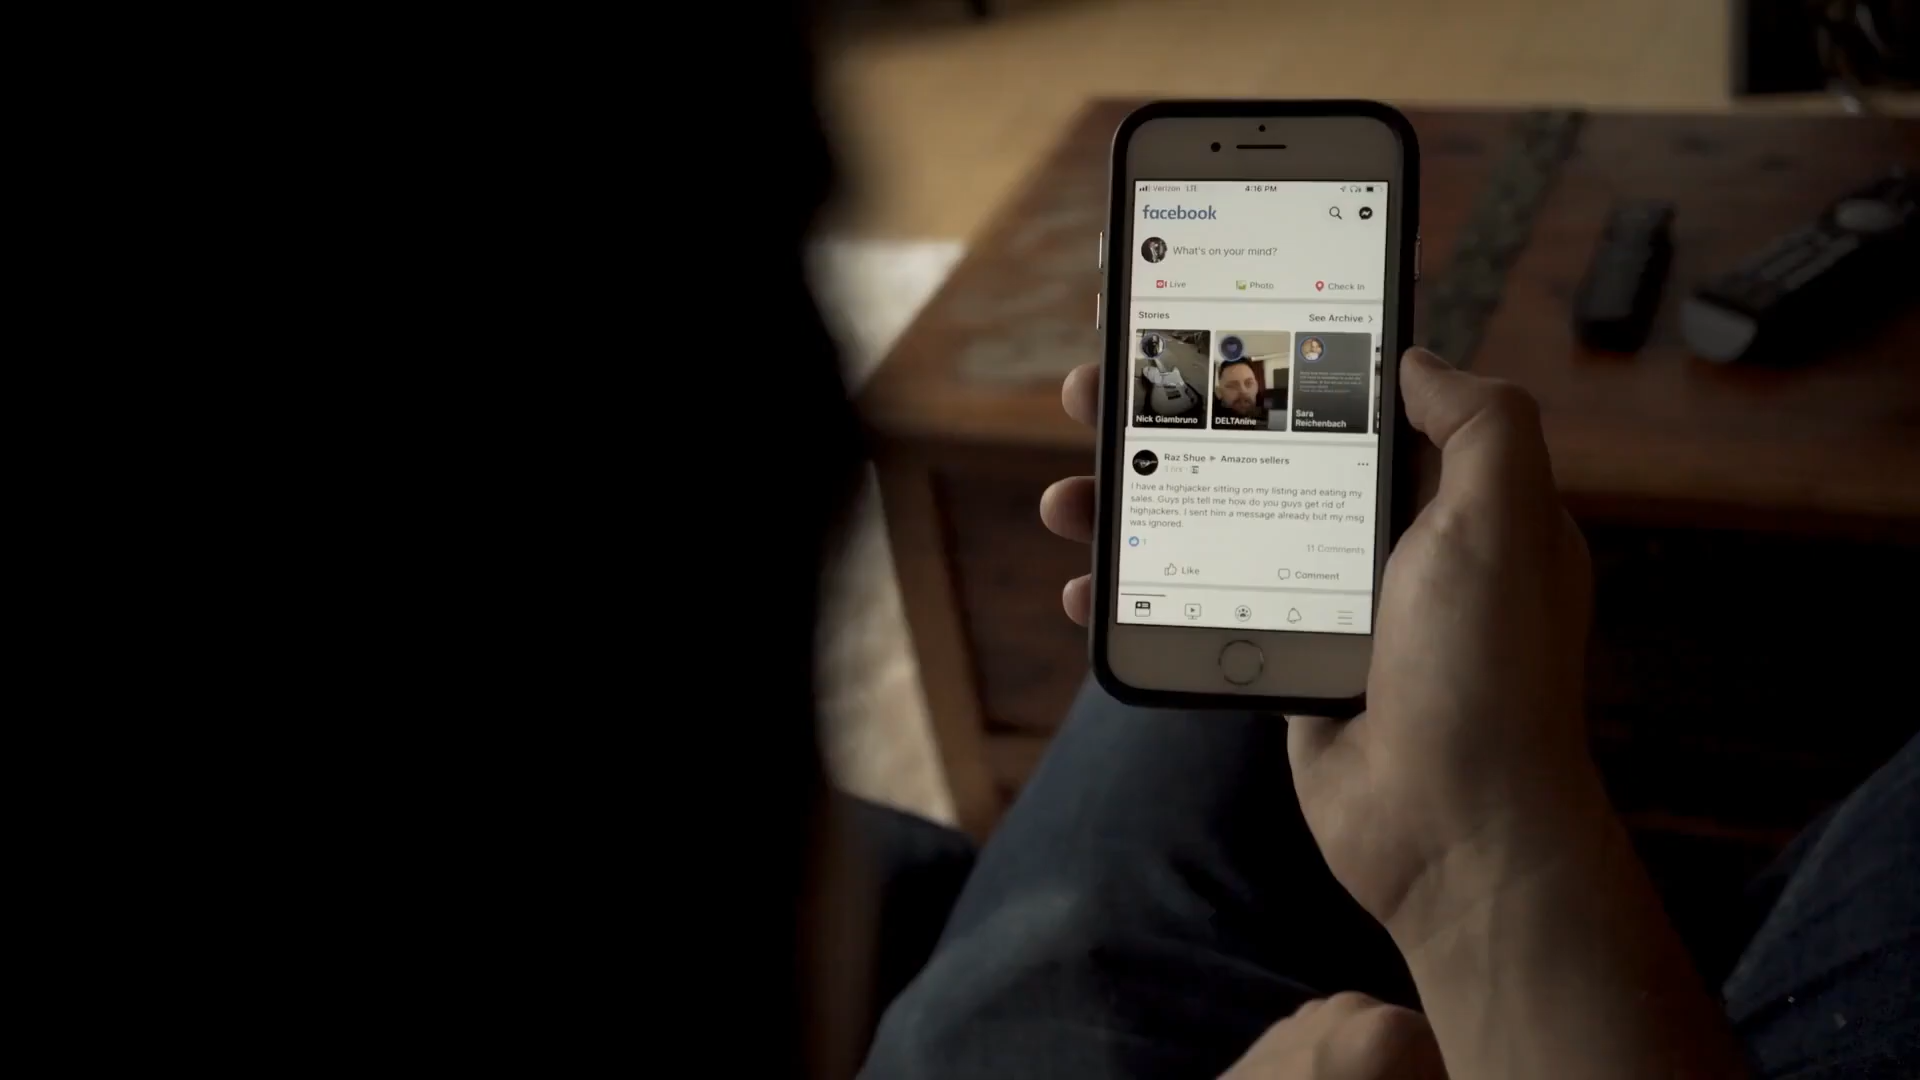 Verizon LTE 4:16 PM
facebook
What's on your mind?
Live Photo Check In
Stories See Archive
Nick Giambruno DELTAnine Sara
Reichenbach
Raz Shue Amazon sellers
I have a highjacker sitting on my listing and eating my
sales. Guys pls tell me how do you guys get rid of
highjackers. I sent him a message already but my msg
was ignored.
1 11 Comments
Like Comment